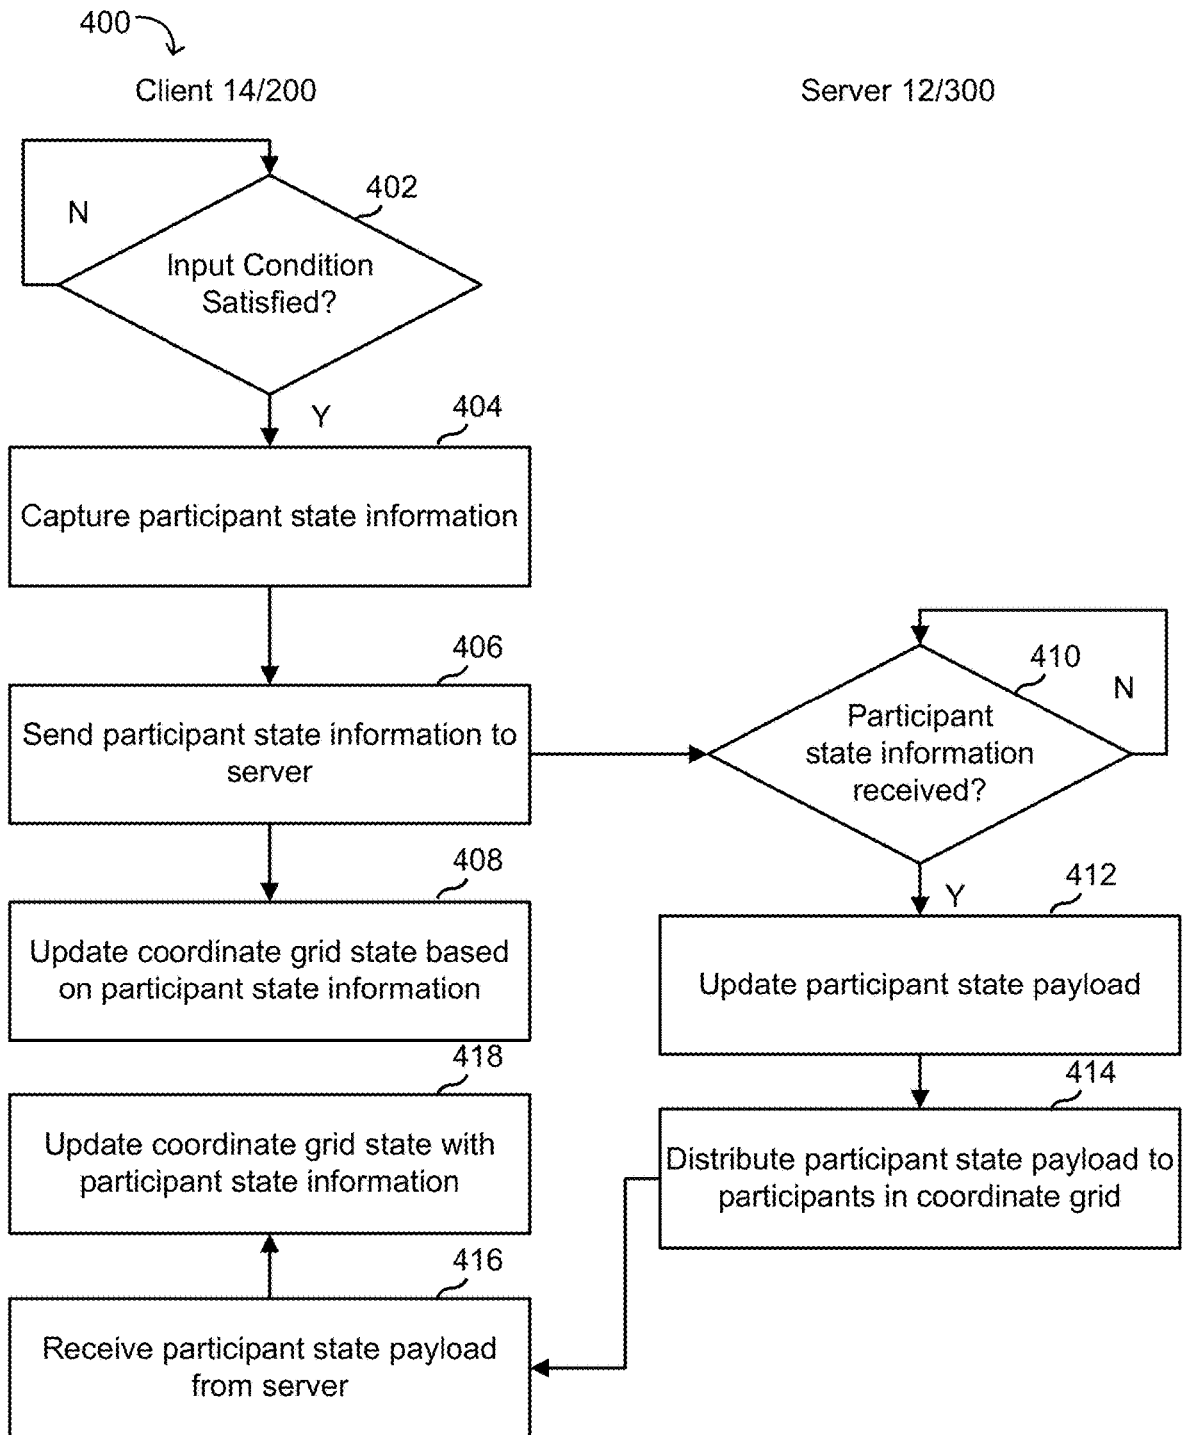 400
Client 14/200
Server 12/300
402
N
Input Condition
Satisfied?
Y
404
Capture participant state information
406
Send participant state information to
server
410
N
Participant
state information
received?
Y
408
Update coordinate grid state based
on participant state information
412
Update participant state payload
418
Update coordinate grid state with
participant state information
414
Distribute participant state payload to
participants in coordinate grid
416
Receive participant state payload
from server